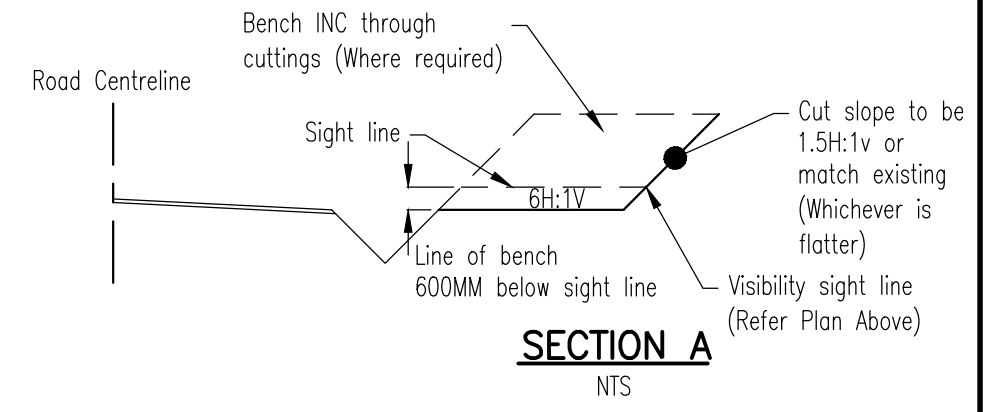 Bench INC through
cuttings (Where required)
Road Centreline
Sight line
Cut slope to be
1.5H:1v or
match existing
(Whichever is
flatter)
6H:1V
Line of bench
600MM below sight line
Visibility sight line
(Refer Plan Above)
SECTION A
NTS